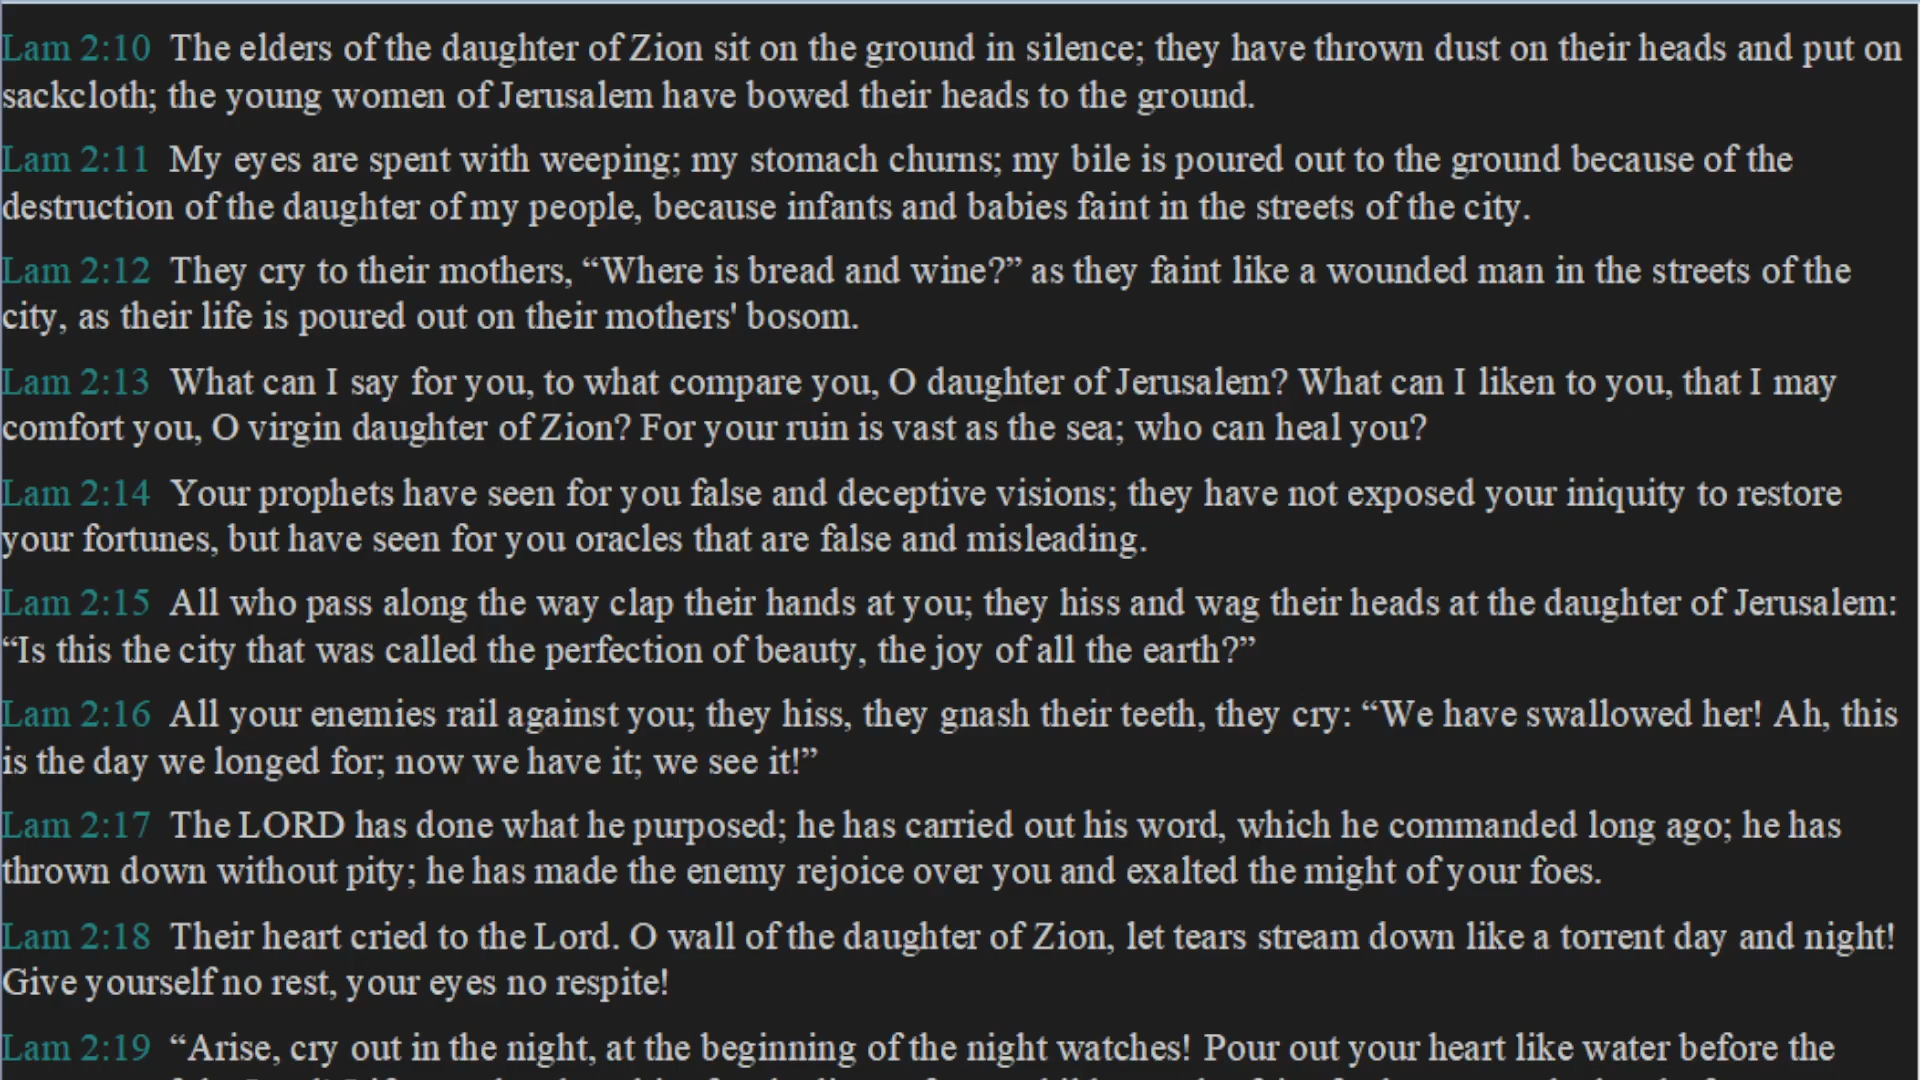 Lam 2:10 The elders of the daughter of Zion sit on the ground in silence; they have thrown dust on their heads and put on
sackcloth; the young women of Jerusalem have bowed their heads to the ground.
Lam 2:11 My eyes are spent with weeping; my stomach churns; my bile is poured out to the ground because of the
destruction of the daughter of my people, because infants and babies faint in the streets of the city.
Lam 2:12 They cry to their mothers, “Where is bread and wine?” as they faint like a wounded man in the streets of the
city, as their life is poured out on their mothers' bosom.
Lam 2:13 What can I say for you, to what compare you, O daughter of Jerusalem? What can I liken to you, that I may
comfort you, O virgin daughter of Zion? For your ruin is vast as the sea; who can heal you?
Lam 2:14 Your prophets have seen for you false and deceptive visions; they have not exposed your iniquity to restore
your fortunes, but have seen for you oracles that are false and misleading.
Lam 2:15 All who pass along the way clap their hands at you; they hiss and wag their heads at the daughter of Jerusalem:
“Is this the city that was called the perfection of beauty, the joy of all the earth?”
Lam 2:16 All your enemies rail against you; they hiss, they gnash their teeth, they cry: “We have swallowed her! Ah, this
is the day we longed for; now we have it; we see it!”
Lam 2:17 The LORD has done what he purposed; he has carried out his word, which he commanded long ago; he has
thrown down without pity; he has made the enemy rejoice over you and exalted the might of your foes.
Lam 2:18 Their heart cried to the Lord. O wall of the daughter of Zion, let tears stream down like a torrent day and night!
Give yourself no rest, your eyes no respite!
Lam 2:19 “Arise, cry out in the night, at the beginning of the night watches! Pour out your heart like water before the